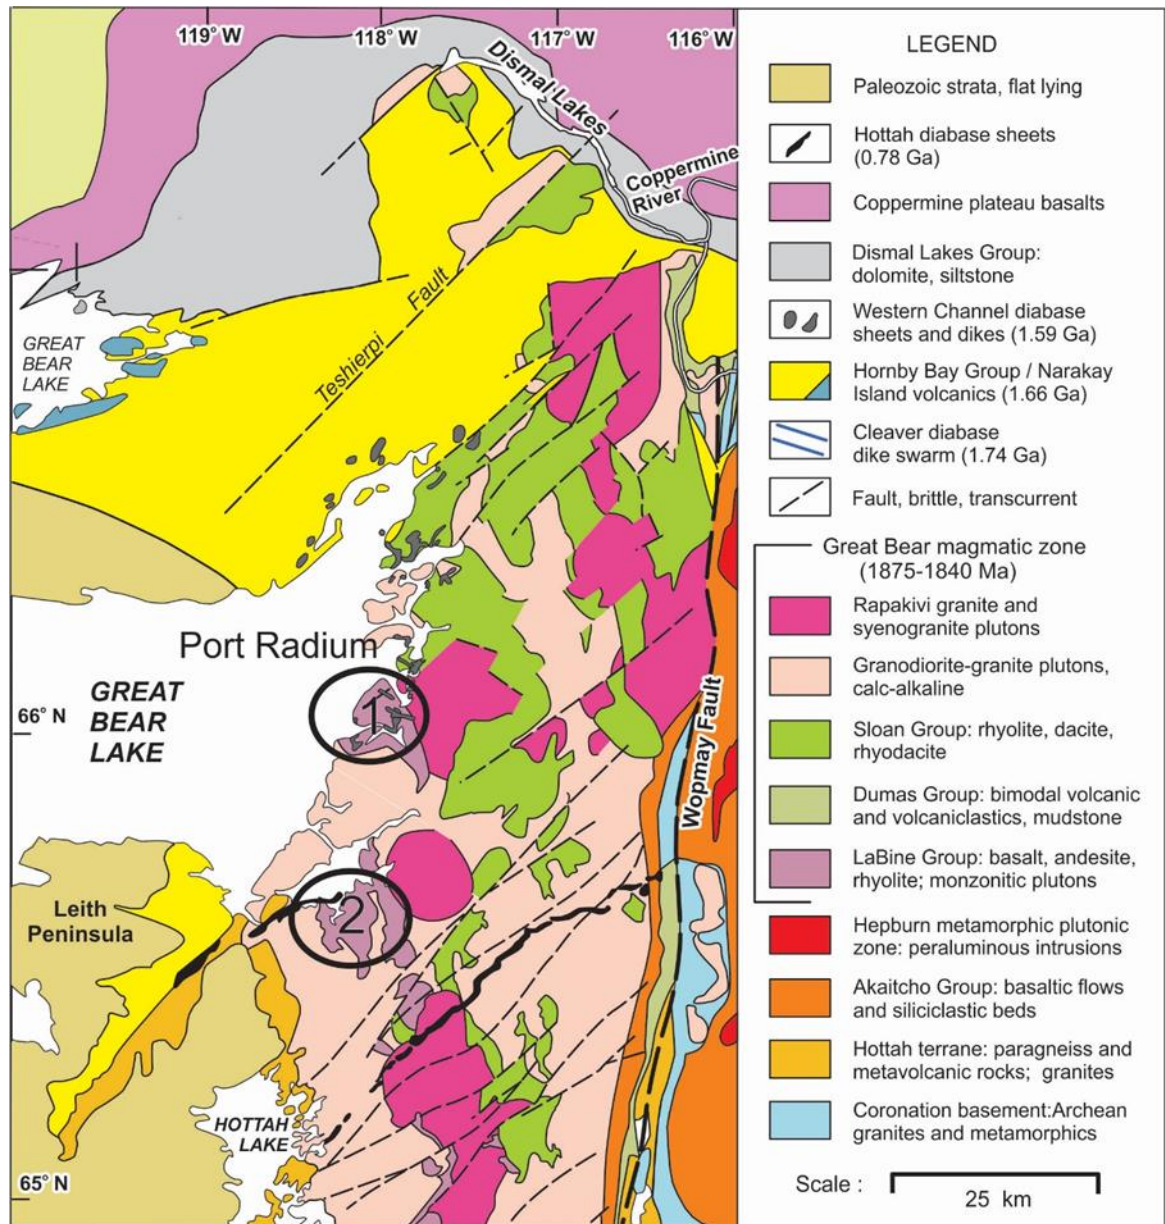 119° W
118° W
117° W
116° W
Dismal Lakes
Coppermine
River
GREAT
BEAR
LAKE
Teshierpi Fault
Port Radium
GREAT
BEAR
LAKE
66° N
1
Wopmay Fault
Leith
Peninsula
2
HOTTAH
LAKE
65° N
LEGEND
Paleozoic strata, flat lying
Hottah diabase sheets
(0.78 Ga)
Coppermine plateau basalts
Dismal Lakes Group:
dolomite, siltstone
Western Channel diabase
sheets and dikes (1.59 Ga)
Hornby Bay Group / Narakay
Island volcanics (1.66 Ga)
Cleaver diabase
dike swarm (1.74 Ga)
Fault, brittle, transcurrent
Great Bear magmatic zone
(1875-1840 Ma)
Rapakivi granite and
syenogranite plutons
Granodiorite-granite plutons,
calc-alkaline
Sloan Group: rhyolite, dacite,
rhyodacite
Dumas Group: bimodal volcanic
and volcaniclastics, mudstone
LaBine Group: basalt, andesite,
rhyolite; monzonitic plutons
Hepburn metamorphic plutonic
zone: peraluminous intrusions
Akaitcho Group: basaltic flows
and siliciclastic beds
Hottah terrane: paragneiss and
metavolcanic rocks; granites
Coronation basement:Archean
granites and metamorphics
Scale :
25 km